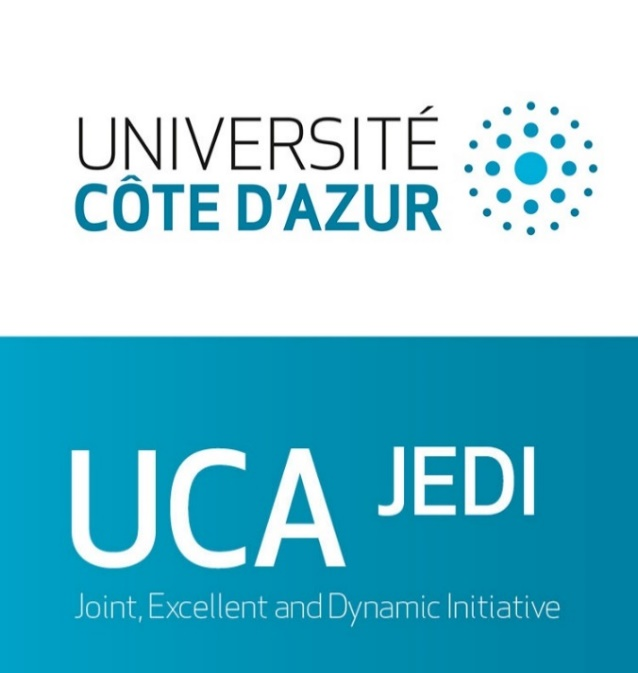 UNIVERSITÉ
CÔTE D'AZUR
UCA JEDI
Joint, Excellent and Dynamic Initiative